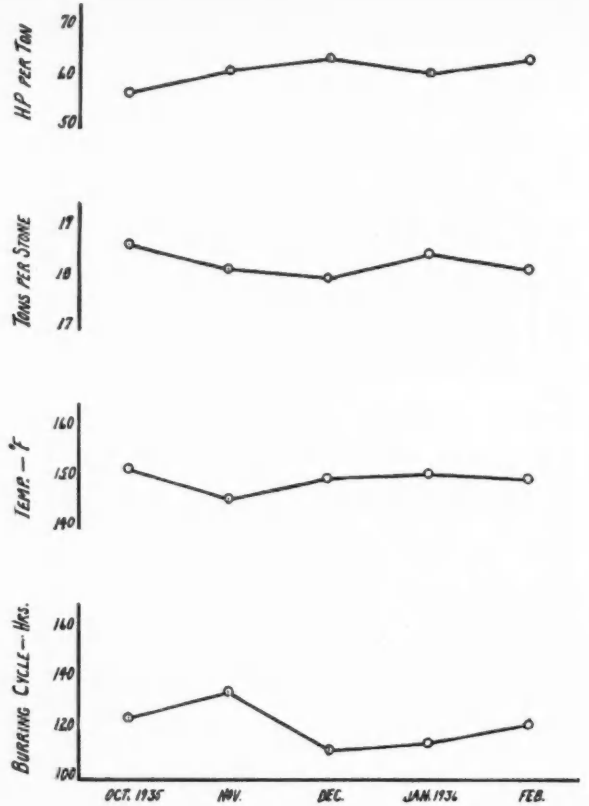 HP PER TON
70
60
50
TONS PER STONE
19
18
17
TEMP. — °F
160
150
140
BURRING CYCLE — HRS.
160
140
120
100
OCT. 1935 NOV. DEC. JAN. 1936 FEB.